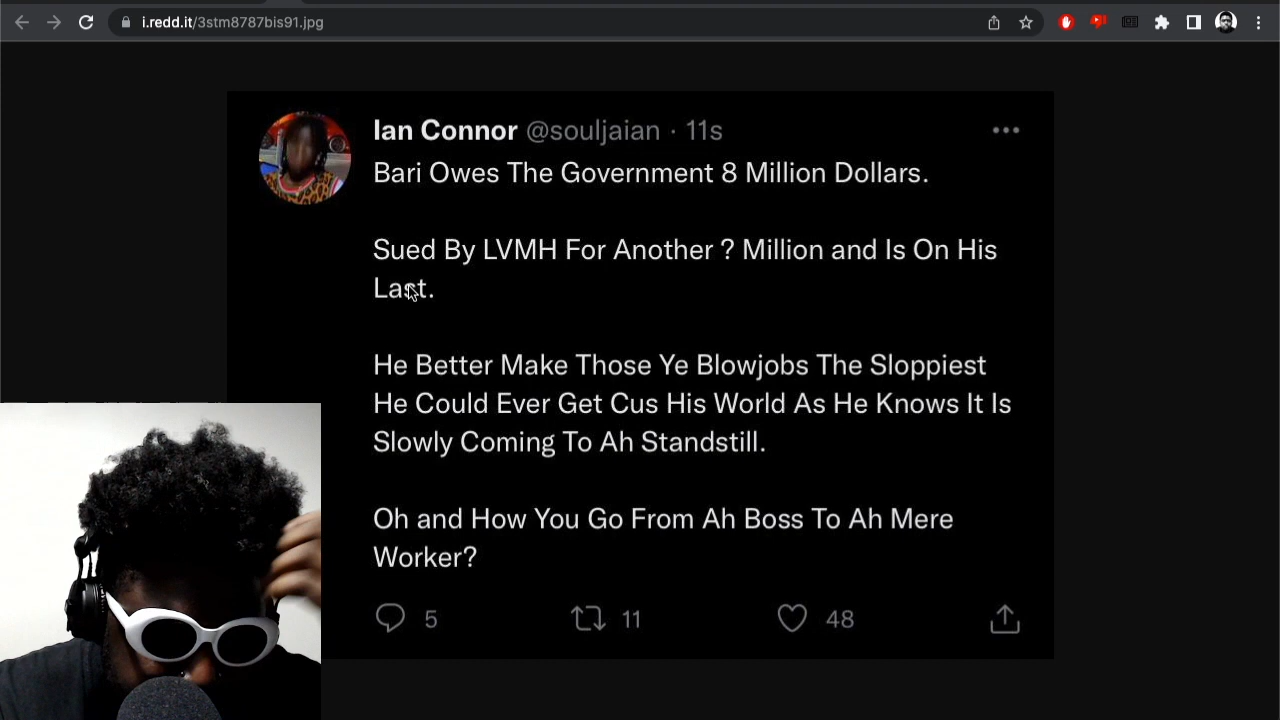 i.redd.it/3stm8787bis91.jpg
Ian Connor @souljaian · 11s
Bari Owes The Government 8 Million Dollars.
Sued By LVMH For Another ? Million and Is On His
Last.
He Better Make Those Ye Blowjobs The Sloppiest
He Could Ever Get Cus His World As He Knows It Is
Slowly Coming To Ah Standstill.
Oh and How You Go From Ah Boss To Ah Mere
Worker?
5 11 48